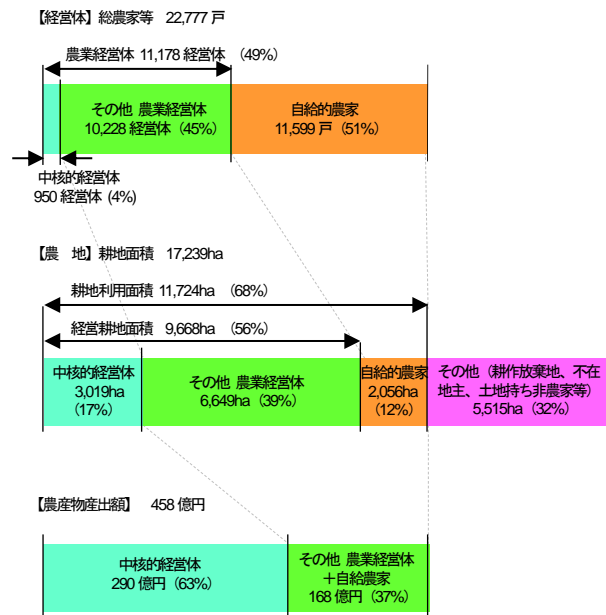 【経営体】総農家等 22,777 戸
農業経営体 11,178 経営体 （49%）
その他 農業経営体
10,228 経営体（45%）
自給的農家
11,599 戸（51%）
中核的経営体
950 経営体 (4%)
【農 地】耕地面積 17,239ha
耕地利用面積 11,724ha （68%）
経営耕地面積 9,668ha（56%）
中核的経営体
3,019ha
（17%）
その他 農業経営体
6,649ha（39%）
自給的農家
2,056ha
（12%）
その他（耕作放棄地、不在
地主、土地持ち非農家等）
5,515ha（32%）
【農産物産出額】 458 億円
中核的経営体
290 億円（63%）
その他 農業経営体
＋自給農家
168 億円（37%）